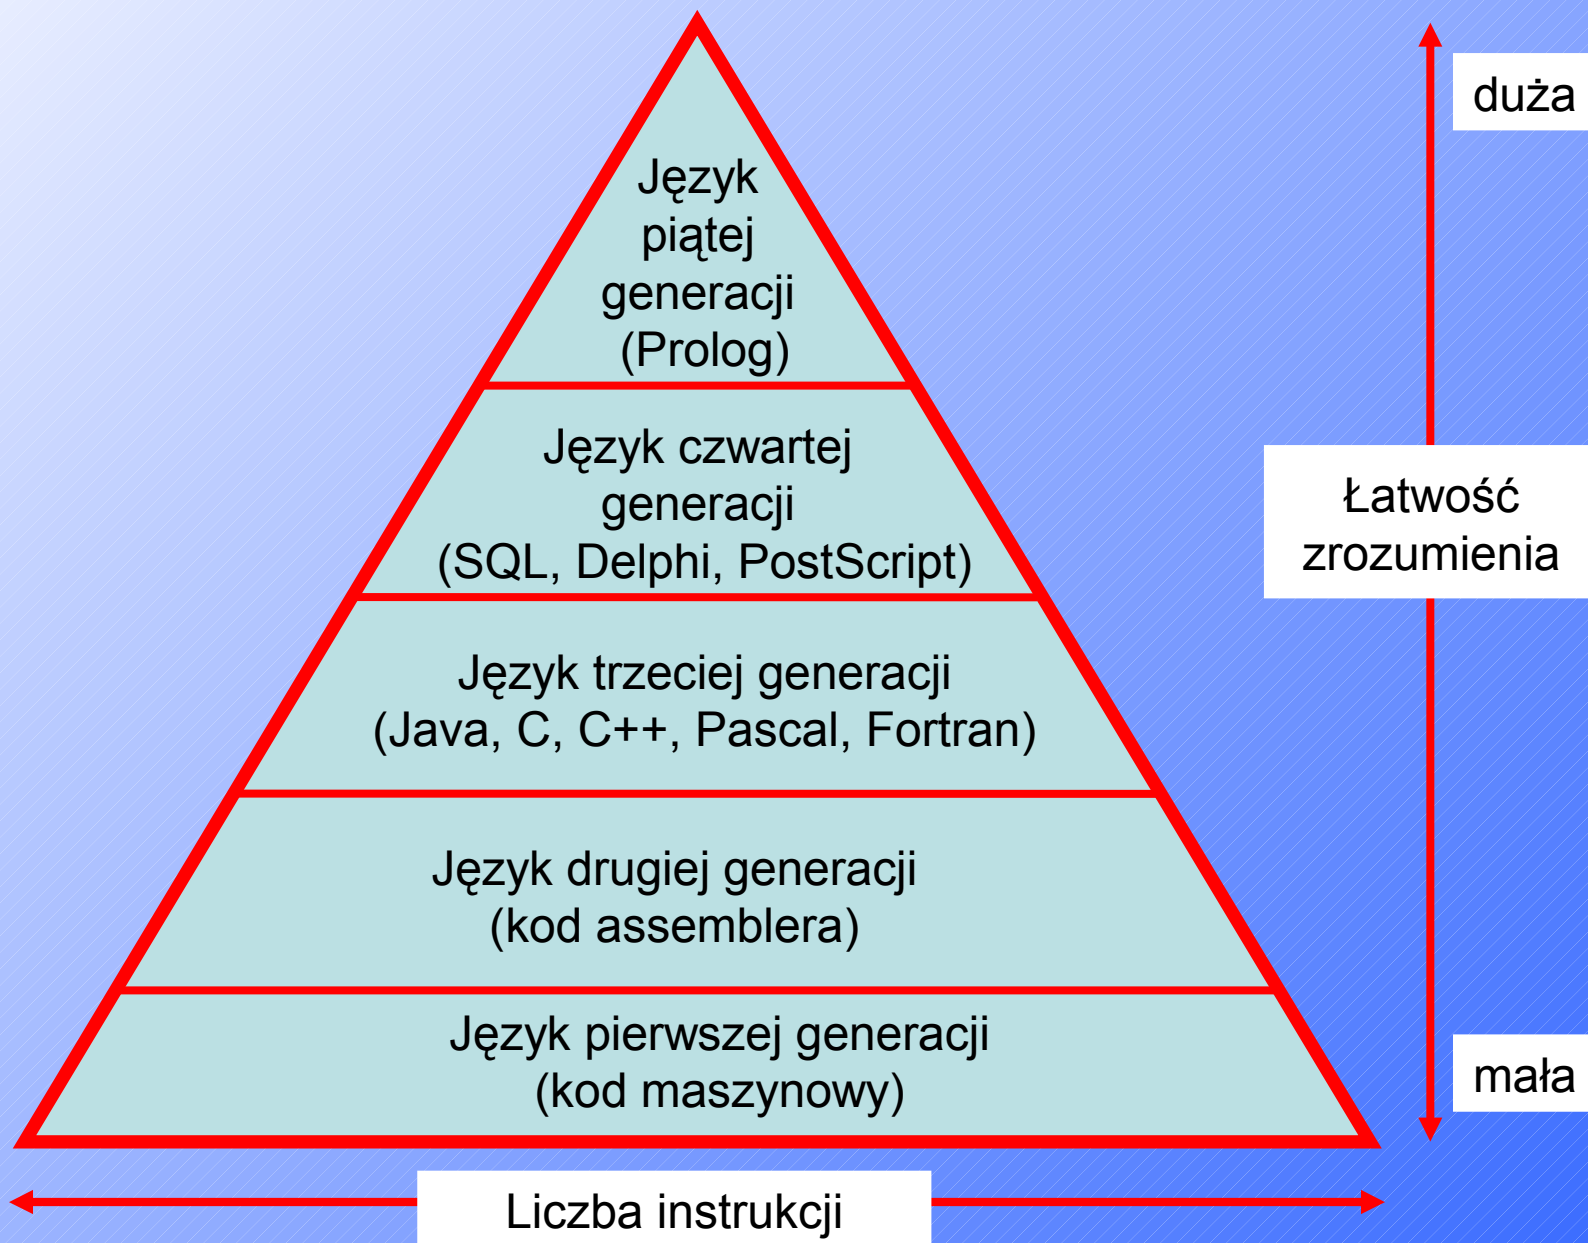 duża
Język
piątej
generacji
(Prolog)
Język czwartej
generacji
(SQL, Delphi, PostScript)
Łatwość
zrozumienia
Język trzeciej generacji
(Java, C, C++, Pascal, Fortran)
Język drugiej generacji
(kod assemblera)
Język pierwszej generacji
(kod maszynowy)
mała
Liczba instrukcji